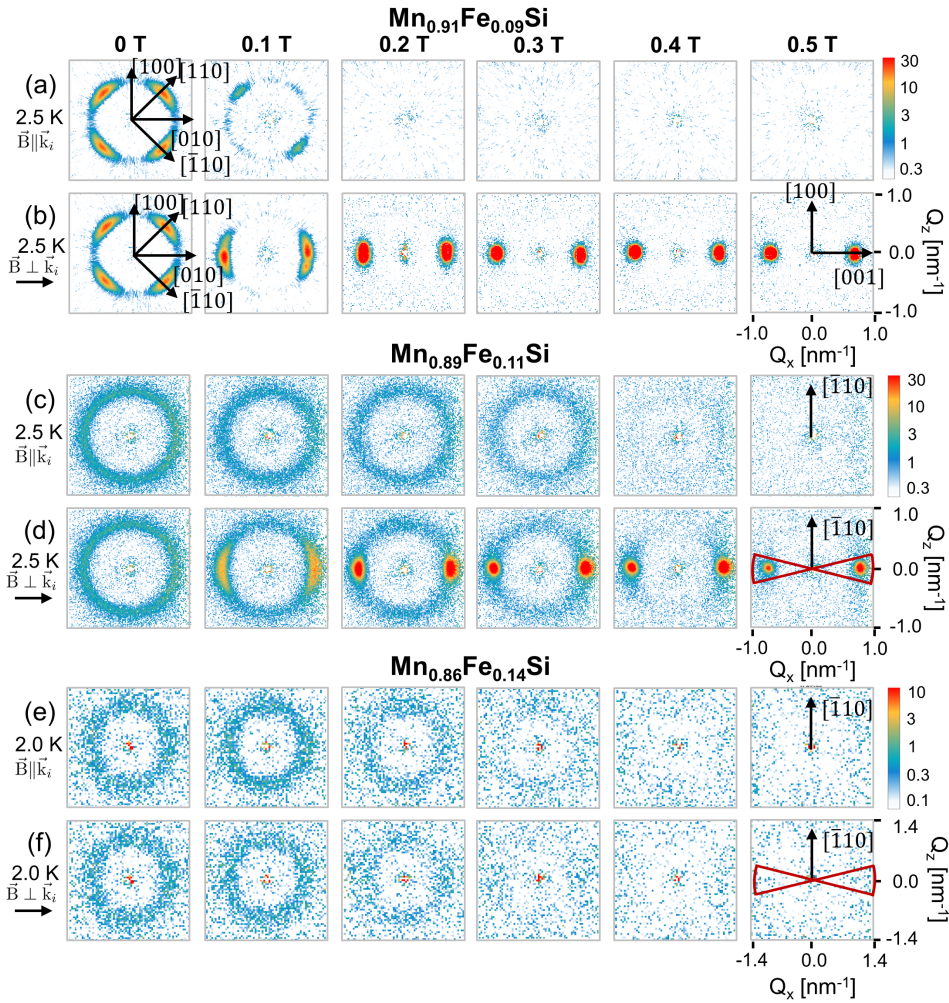 Mn0.91Fe0.09Si
0 T 0.1 T 0.2 T 0.3 T 0.4 T 0.5 T
(a)
2.5 K
B⃗∥k⃗i
[100] [110]
[010]
[1̄10]
30
10
3
1
0.3
(b)
2.5 K
B⃗ ⊥ k⃗i
[100] [110]
[010]
[1̄10]
[100]
[001]
1.0
0.0
-1.0
Qz [nm-1]
-1.0 0.0 1.0
Qx [nm-1]
Mn0.89Fe0.11Si
(c)
2.5 K
B⃗∥k⃗i
[1̄10]
30
10
3
1
0.3
(d)
2.5 K
B⃗ ⊥ k⃗i
[1̄10]
1.0
0.0
-1.0
Qz [nm-1]
-1.0 0.0 1.0
Qx [nm-1]
Mn0.86Fe0.14Si
(e)
2.0 K
B⃗∥k⃗i
[1̄10]
10
3
1
0.3
0.1
(f)
2.0 K
B⃗ ⊥ k⃗i
[1̄10]
1.4
0.0
-1.4
Qz [nm-1]
-1.4 0.0 1.4
Qx [nm-1]